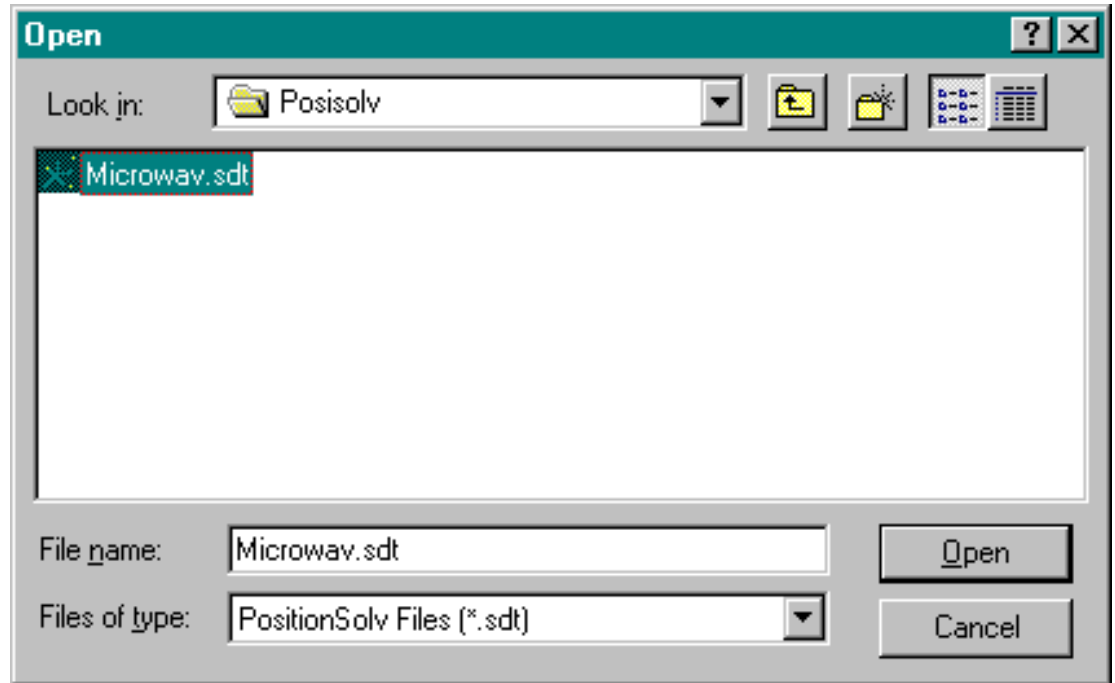 Open
Look in: Posisolv
Microwav.sdt
File name: Microwav.sdt Open
Files of type: PositionSolv Files (*.sdt) Cancel